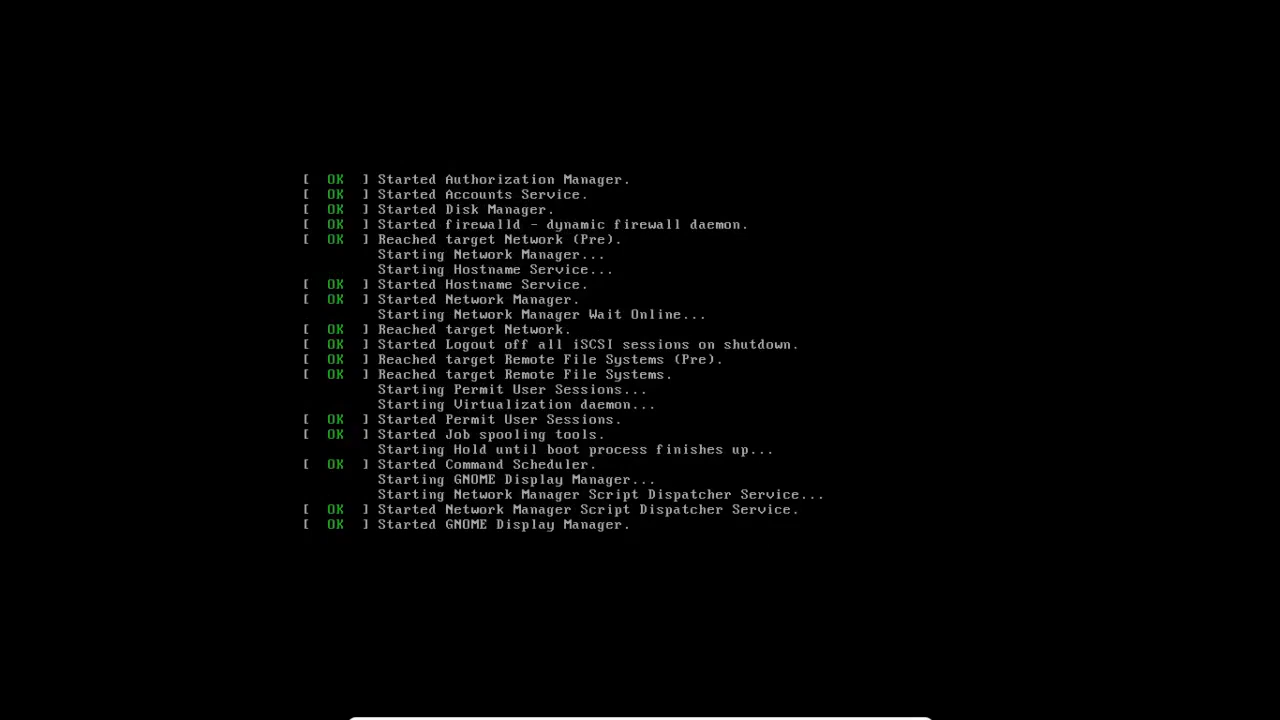 [  OK  ] Started Authorization Manager.
[  OK  ] Started Accounts Service.
[  OK  ] Started Disk Manager.
[  OK  ] Started firewalld - dynamic firewall daemon.
[  OK  ] Reached target Network (Pre).
Starting Network Manager...
Starting Hostname Service...
[  OK  ] Started Hostname Service.
[  OK  ] Started Network Manager.
Starting Network Manager Wait Online...
[  OK  ] Reached target Network.
[  OK  ] Started Logout off all iSCSI sessions on shutdown.
[  OK  ] Reached target Remote File Systems (Pre).
[  OK  ] Reached target Remote File Systems.
Starting Permit User Sessions...
Starting Virtualization daemon...
[  OK  ] Started Permit User Sessions.
[  OK  ] Started Job spooling tools.
Starting Hold until boot process finishes up...
[  OK  ] Started Command Scheduler.
Starting GNOME Display Manager...
Starting Network Manager Script Dispatcher Service...
[  OK  ] Started Network Manager Script Dispatcher Service.
[  OK  ] Started GNOME Display Manager.